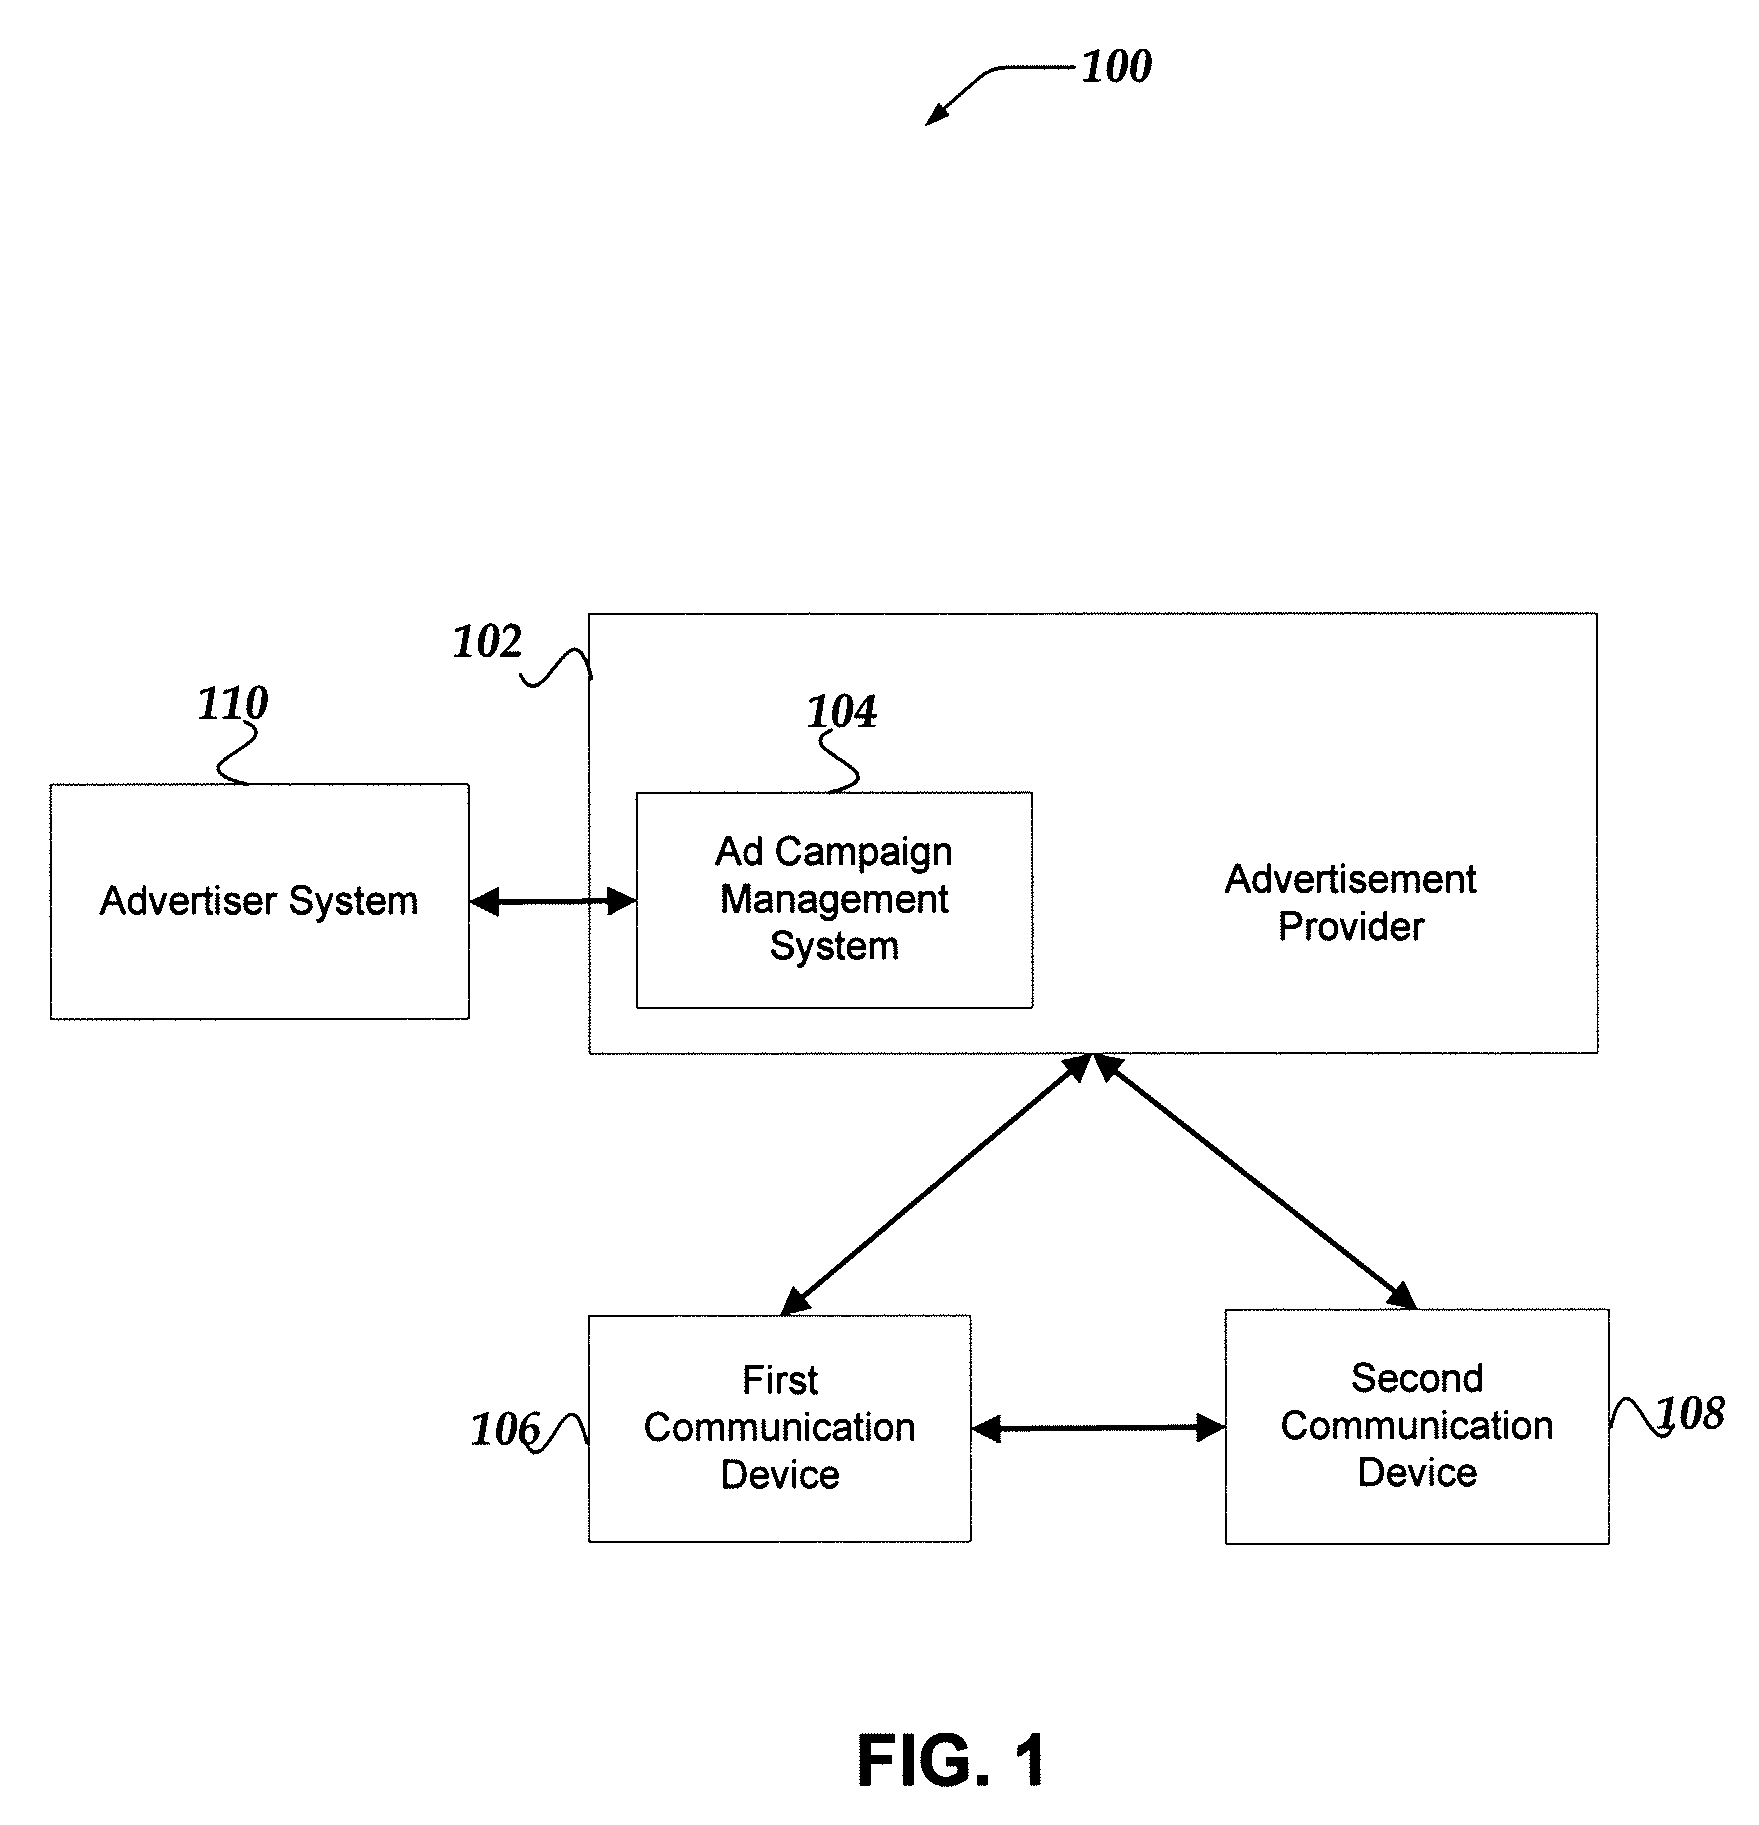 100
102
110
104
Advertiser System
Ad Campaign
Management
System
Advertisement
Provider
106
First
Communication
Device
Second
Communication
Device
108
FIG. 1